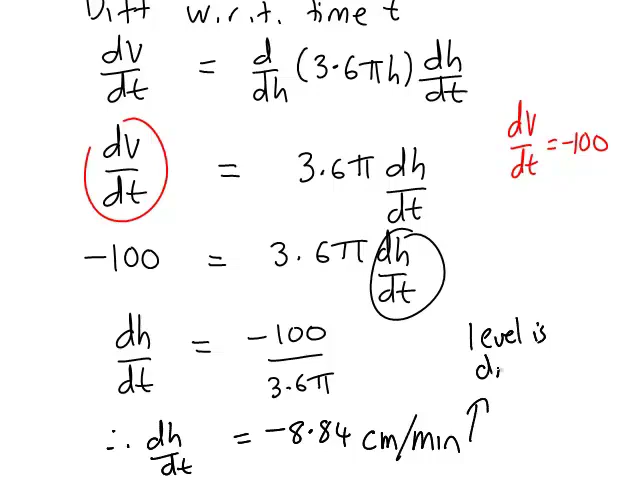 Diff w.r.t. time t
dv/dt = d/dh (3.6πh) dh/dt
dv/dt = -100
dv/dt = 3.6π dh/dt
-100 = 3.6π dh/dt
dh/dt = -100/3.6π
level is
di
∴ dh/dt = -8.84 cm/min ↑